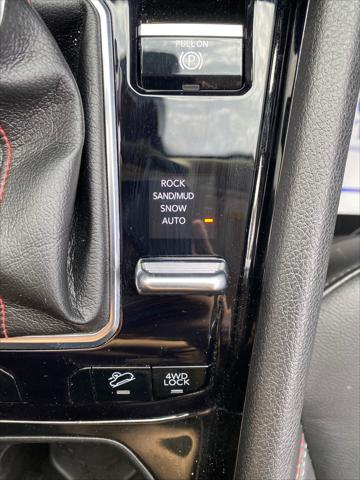 PULL ON
P
ROCK
SAND/MUD
SNOW
AUTO
4WD
LOCK